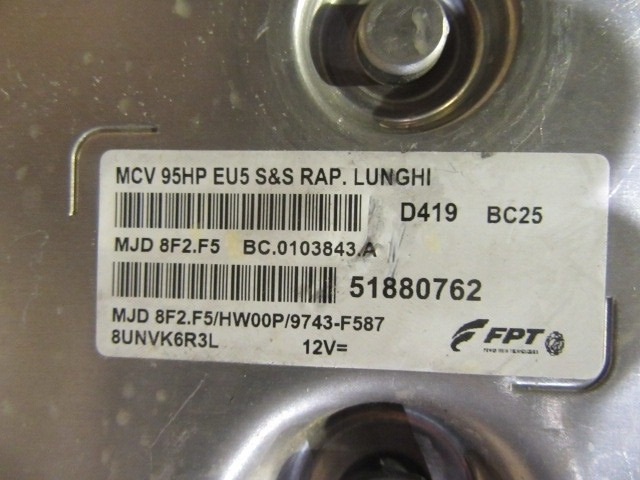 MCV 95HP EU5 S&S RAP. LUNGHI
D419 BC25
MJD 8F2.F5 BC.0103843.A
51880762
MJD 8F2.F5/HW00P/9743-F587
8UNVK6R3L 12V=
FPT